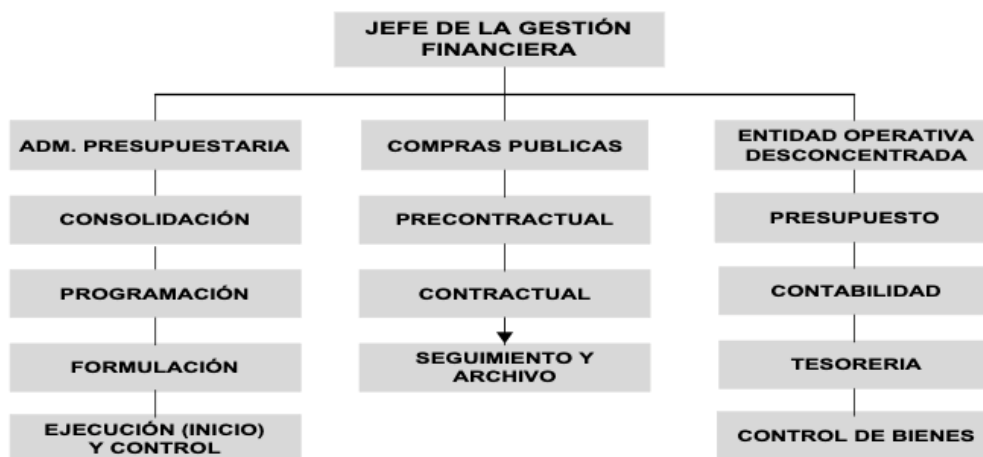 JEFE DE LA GESTIÓN
FINANCIERA
ADM. PRESUPUESTARIA
CONSOLIDACIÓN
PROGRAMACIÓN
FORMULACIÓN
EJECUCIÓN (INICIO)
Y CONTROL
COMPRAS PUBLICAS
PRECONTRACTUAL
CONTRACTUAL
SEGUIMIENTO Y
ARCHIVO
ENTIDAD OPERATIVA
DESCONCENTRADA
PRESUPUESTO
CONTABILIDAD
TESORERIA
CONTROL DE BIENES